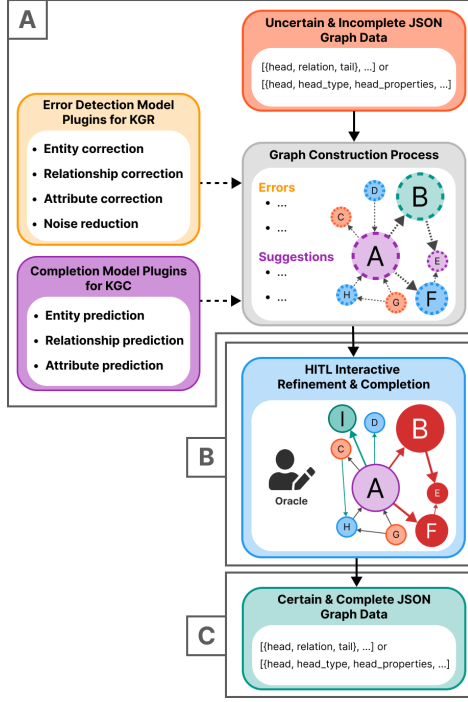 A
Uncertain & Incomplete JSON
Graph Data
[{head, relation, tail}, ...] or
[{head, head_type, head_properties, ...]
Error Detection Model
Plugins for KGR
• Entity correction
• Relationship correction
• Attribute correction
• Noise reduction
Completion Model Plugins
for KGC
• Entity prediction
• Relationship prediction
• Attribute prediction
Graph Construction Process
Errors
• ...
• ...
Suggestions
• ...
• ...
D
B
C
A
E
H
G
F
B
HITL Interactive
Refinement & Completion
Oracle
I
D
B
C
A
E
H
G
F
C
Certain & Complete JSON
Graph Data
[{head, relation, tail}, ...] or
[{head, head_type, head_properties, ...]